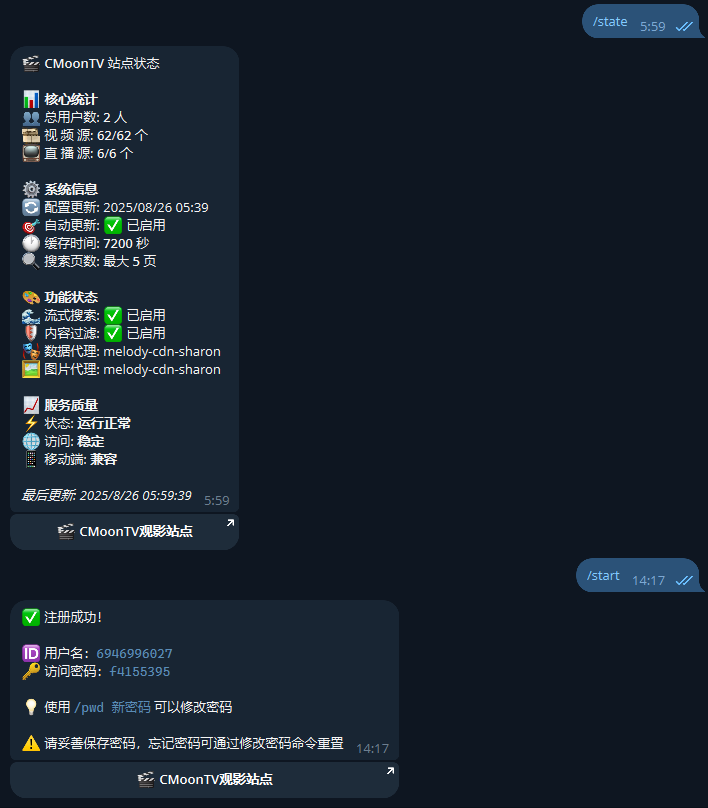 /state 5:59
CMoonTV 站点状态
核心统计
总用户数: 2 人
视 频 源: 62/62 个
直 播 源: 6/6 个
系统信息
配置更新: 2025/08/26 05:39
自动更新: ✅ 已启用
缓存时间: 7200 秒
搜索页数: 最大 5 页
功能状态
流式搜索: ✅ 已启用
内容过滤: ✅ 已启用
数据代理: melody-cdn-sharon
图片代理: melody-cdn-sharon
服务质量
状态: 运行正常
访问: 稳定
移动端: 兼容
最后更新: 2025/8/26 05:59:39 5:59
CMoonTV观影站点
/start 14:17
✅ 注册成功！
🆔 用户名：6946996027
访问密码：f4155395
使用 /pwd 新密码 可以修改密码
请妥善保存密码，忘记密码可通过修改密码命令重置 14:17
CMoonTV观影站点